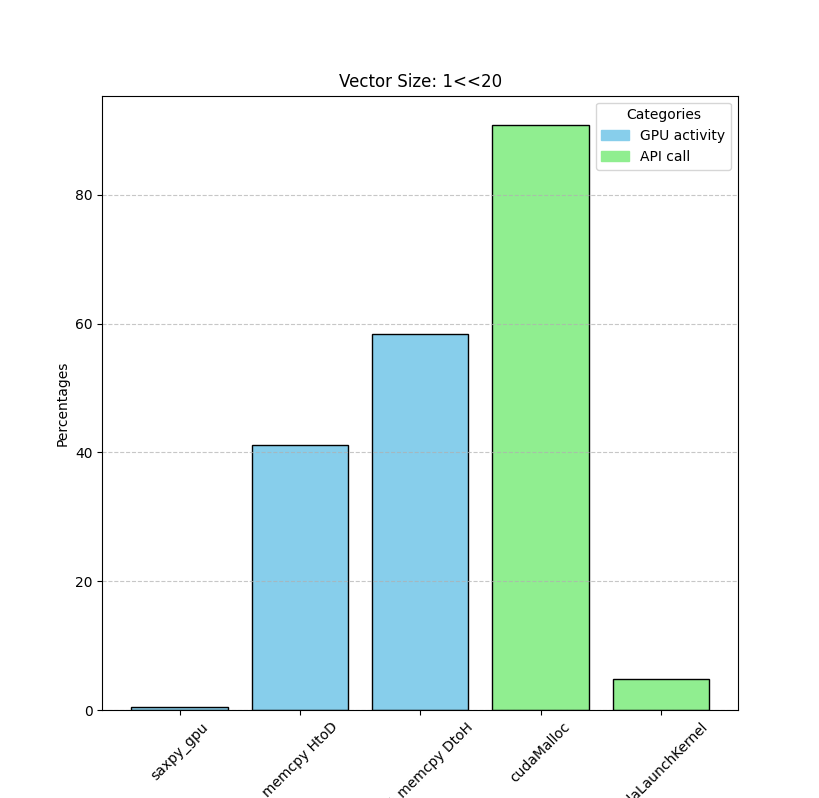 Vector Size: 1<<20
Categories
GPU activity
API call
80
60
40
20
0
Percentages
saxpy_gpu
memcpy HtoD
memcpy DtoH
cudaMalloc
aLaunchKernel